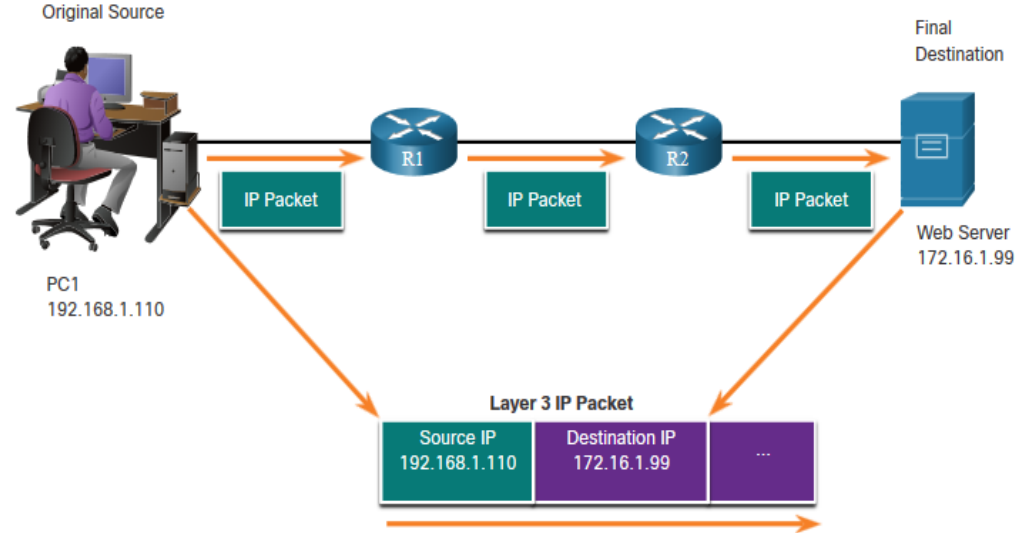 Original Source
Final
Destination
R1
R2
IP Packet
IP Packet
IP Packet
Web Server
172.16.1.99
PC1
192.168.1.110
Layer 3 IP Packet
Source IP
192.168.1.110
Destination IP
172.16.1.99
...